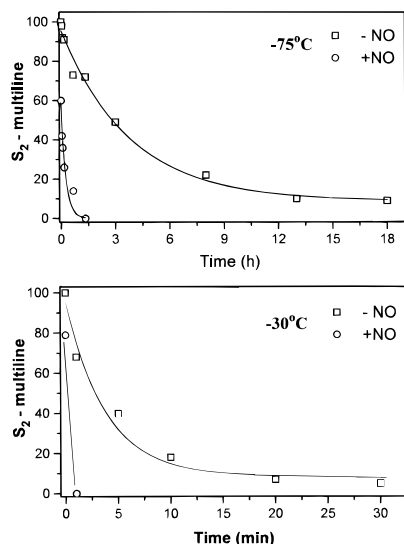 -75°C
- NO
+NO
S2 - multiline
100
80
60
40
20
0
0 3 6 9 12 15 18
Time (h)
-30°C
- NO
+NO
S2 - multiline
100
80
60
40
20
0
0 5 10 15 20 25 30
Time (min)